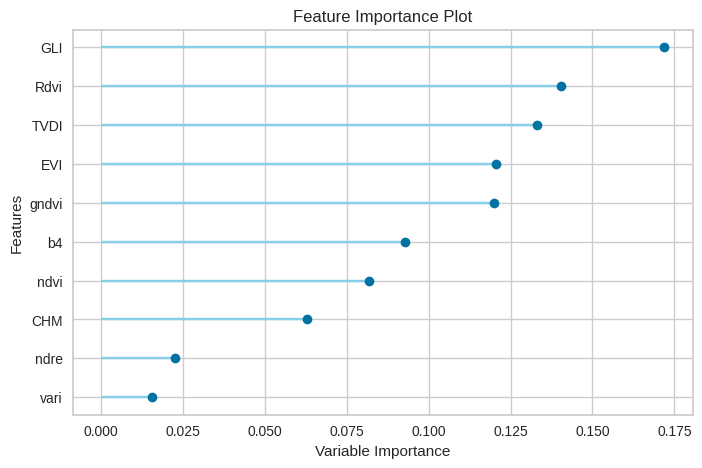 Feature Importance Plot
Features
GLI
Rdvi
TVDI
EVI
gndvi
b4
ndvi
CHM
ndre
vari
0.000 0.025 0.050 0.075 0.100 0.125 0.150 0.175
Variable Importance